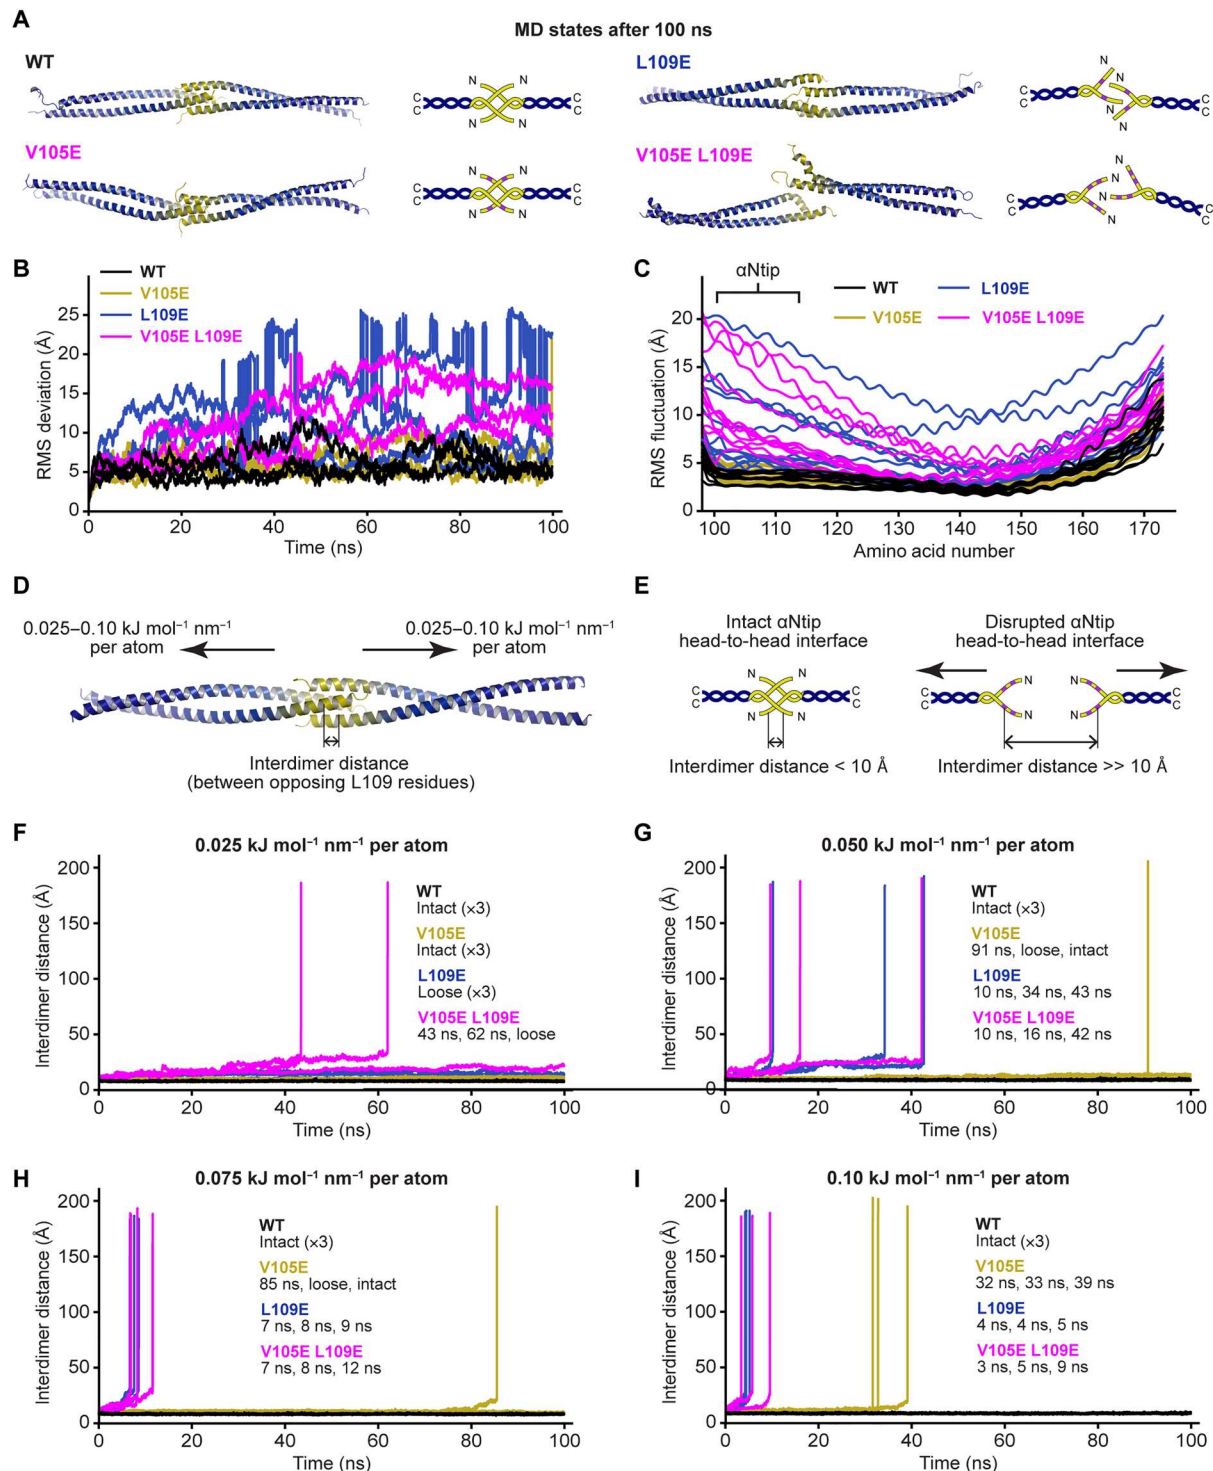 A
MD states after 100 ns
WT
N N
C C
C C
N N
L109E
N
C N C
C N C
N
V105E
N N
C C
C C
N N
V105E L109E
N
N
C C
C C
N
N
B
WT
V105E
L109E
V105E L109E
RMS deviation (Å)
25
20
15
10
5
0
0 20 40 60 80 100
Time (ns)
C
αNtip
WT
L109E
V105E
V105E L109E
RMS fluctuation (Å)
20
15
10
5
0
100 110 120 130 140 150 160 170
Amino acid number
D
0.025–0.10 kJ mol⁻¹ nm⁻¹
per atom
0.025–0.10 kJ mol⁻¹ nm⁻¹
per atom
Interdimer distance
(between opposing L109 residues)
E
Intact αNtip
head-to-head interface
N N
C C
C C
N N
Interdimer distance < 10 Å
Disrupted αNtip
head-to-head interface
N N
C C
C C
N N
Interdimer distance >> 10 Å
F
0.025 kJ mol⁻¹ nm⁻¹ per atom
Interdimer distance (Å)
200
150
100
50
0
WT
Intact (×3)
V105E
Intact (×3)
L109E
Loose (×3)
V105E L109E
43 ns, 62 ns, loose
0 20 40 60 80 100
Time (ns)
G
0.050 kJ mol⁻¹ nm⁻¹ per atom
Interdimer distance (Å)
200
150
100
50
0
WT
Intact (×3)
V105E
91 ns, loose, intact
L109E
10 ns, 34 ns, 43 ns
V105E L109E
10 ns, 16 ns, 42 ns
0 20 40 60 80 100
Time (ns)
H
0.075 kJ mol⁻¹ nm⁻¹ per atom
Interdimer distance (Å)
200
150
100
50
0
WT
Intact (×3)
V105E
85 ns, loose, intact
L109E
7 ns, 8 ns, 9 ns
V105E L109E
7 ns, 8 ns, 12 ns
0 20 40 60 80 100
Time (ns)
I
0.10 kJ mol⁻¹ nm⁻¹ per atom
Interdimer distance (Å)
200
150
100
50
0
WT
Intact (×3)
V105E
32 ns, 33 ns, 39 ns
L109E
4 ns, 4 ns, 5 ns
V105E L109E
3 ns, 5 ns, 9 ns
0 20 40 60 80 100
Time (ns)